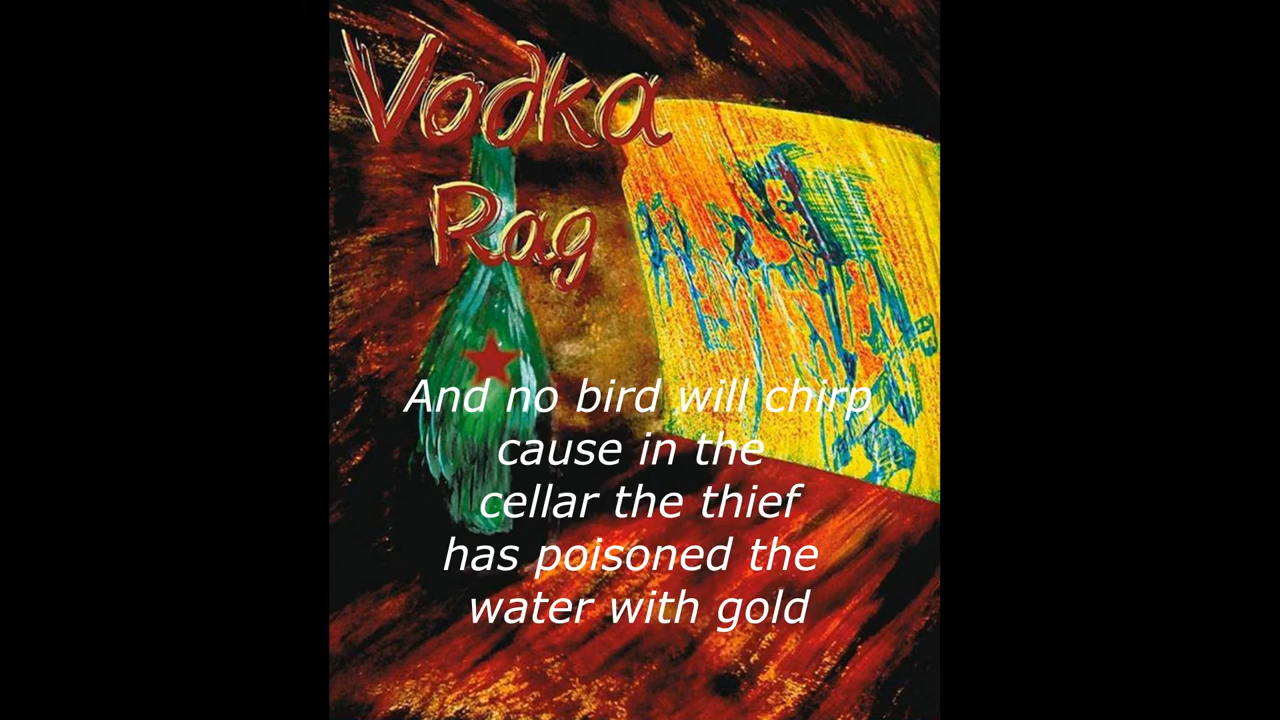 Vodka
Rag
And no bird will chirp
cause in the
cellar the thief
has poisoned the
water with gold